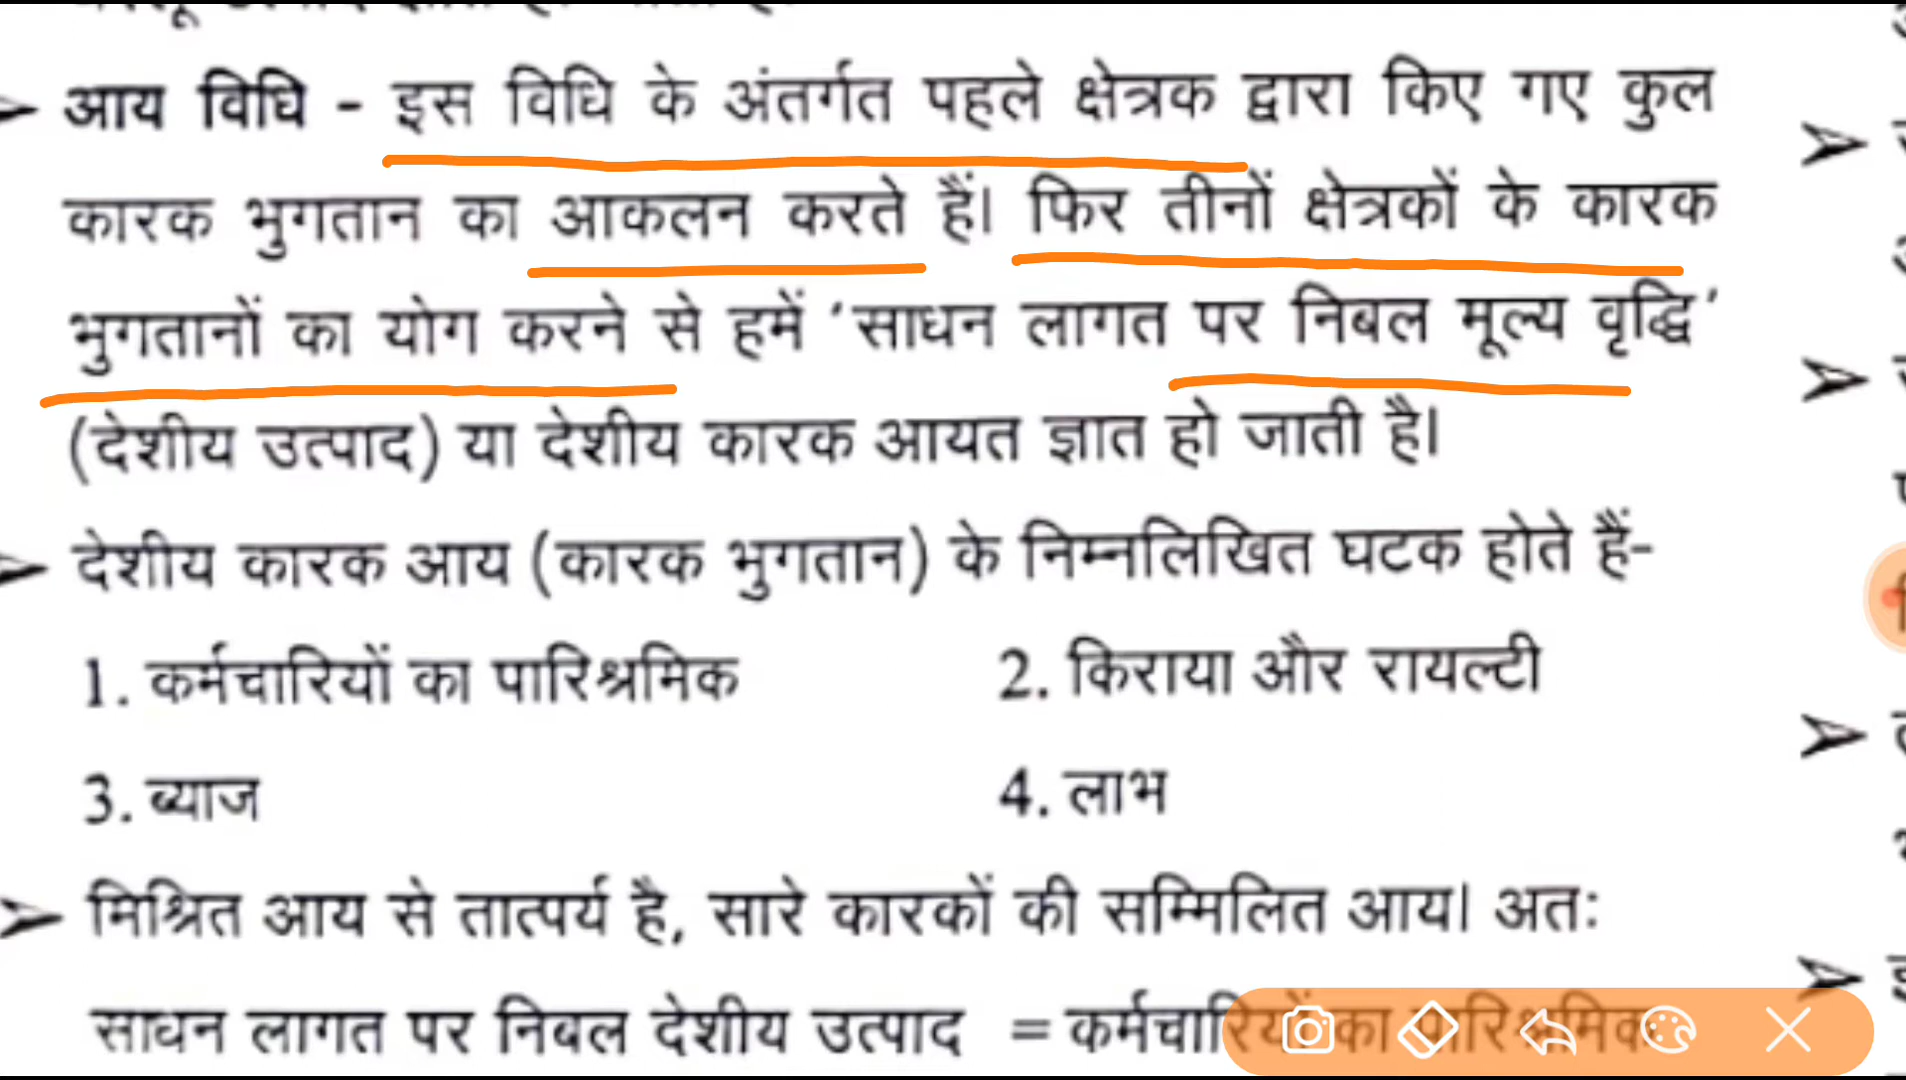 आय विधि - इस विधि के अंतर्गत पहले क्षेत्रक द्वारा किए गए कुल
कारक भुगतान का आकलन करते हैं। फिर तीनों क्षेत्रकों के कारक
भुगतानों का योग करने से हमें ‘साधन लागत पर निबल मूल्य वृद्धि’
(देशीय उत्पाद) या देशीय कारक आयत ज्ञात हो जाती है।
देशीय कारक आय (कारक भुगतान) के निम्नलिखित घटक होते हैं-
1. कर्मचारियों का पारिश्रमिक
2. किराया और रायल्टी
3. ब्याज
4. लाभ
मिश्रित आय से तात्पर्य है, सारे कारकों की सम्मिलित आय। अतः
साधन लागत पर निबल देशीय उत्पाद = कर्मचारियों का पारिश्रमिक